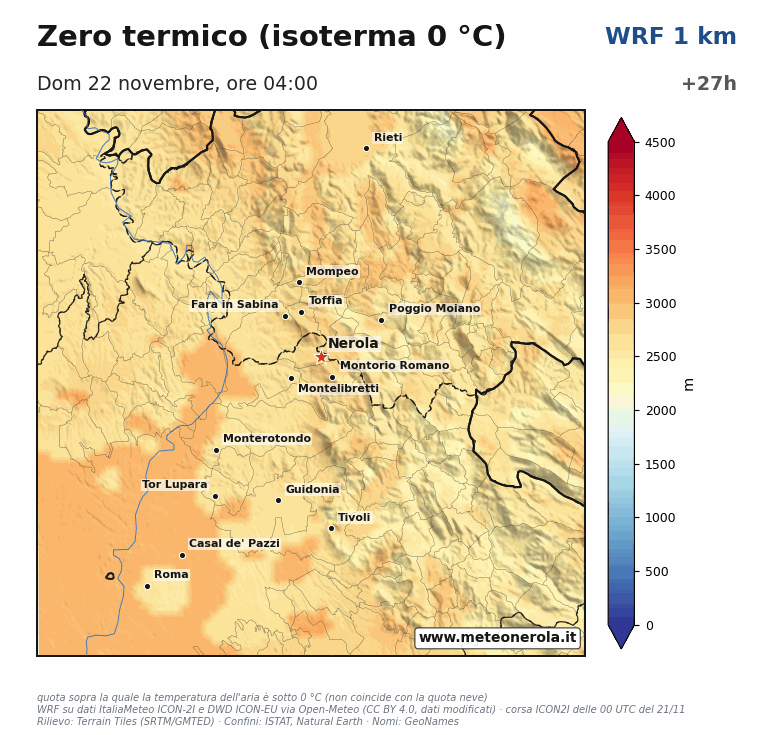 Zero termico (isoterma 0 °C)
WRF 1 km
Dom 22 novembre, ore 04:00
+27h
Rieti
Mompeo
Toffia
Fara in Sabina
Poggio Moiano
Nerola
Montorio Romano
Montelibretti
Monterotondo
Tor Lupara
Guidonia
Tivoli
Casal de' Pazzi
Roma
www.meteonerola.it
4500
4000
3500
3000
2500
2000
1500
1000
500
0
m
quota sopra la quale la temperatura dell'aria è sotto 0 °C (non coincide con la quota neve)
WRF su dati ItaliaMeteo ICON-2I e DWD ICON-EU via Open-Meteo (CC BY 4.0, dati modificati) · corsa ICON2I delle 00 UTC del 21/11
Rilievo: Terrain Tiles (SRTM/GMTED) · Confini: ISTAT, Natural Earth · Nomi: GeoNames